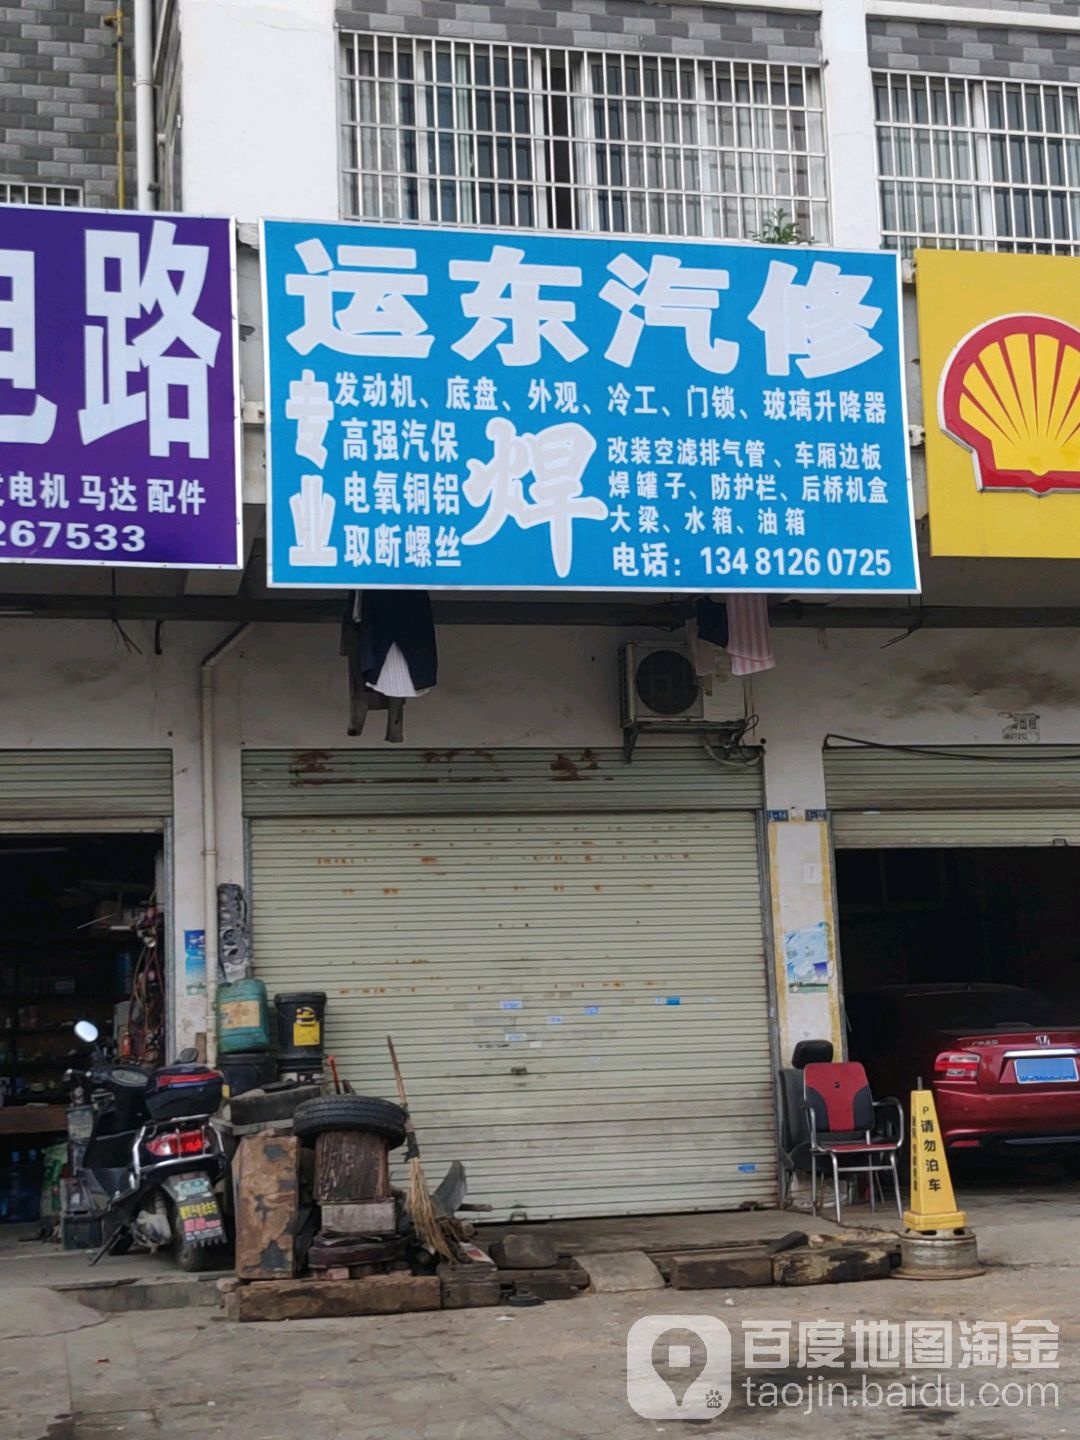 电路
发电机 马达 配件
267533
运东汽修
专业
发动机、底盘、外观、冷工、门锁、玻璃升降器
高强汽保
电氧铜铝
取断螺丝
焊
改装空滤排气管、车厢边板
焊罐子、防护栏、后桥机盒
大梁、水箱、油箱
电话：13481260725
P
请勿泊车
百度地图淘金
taojin.baidu.com